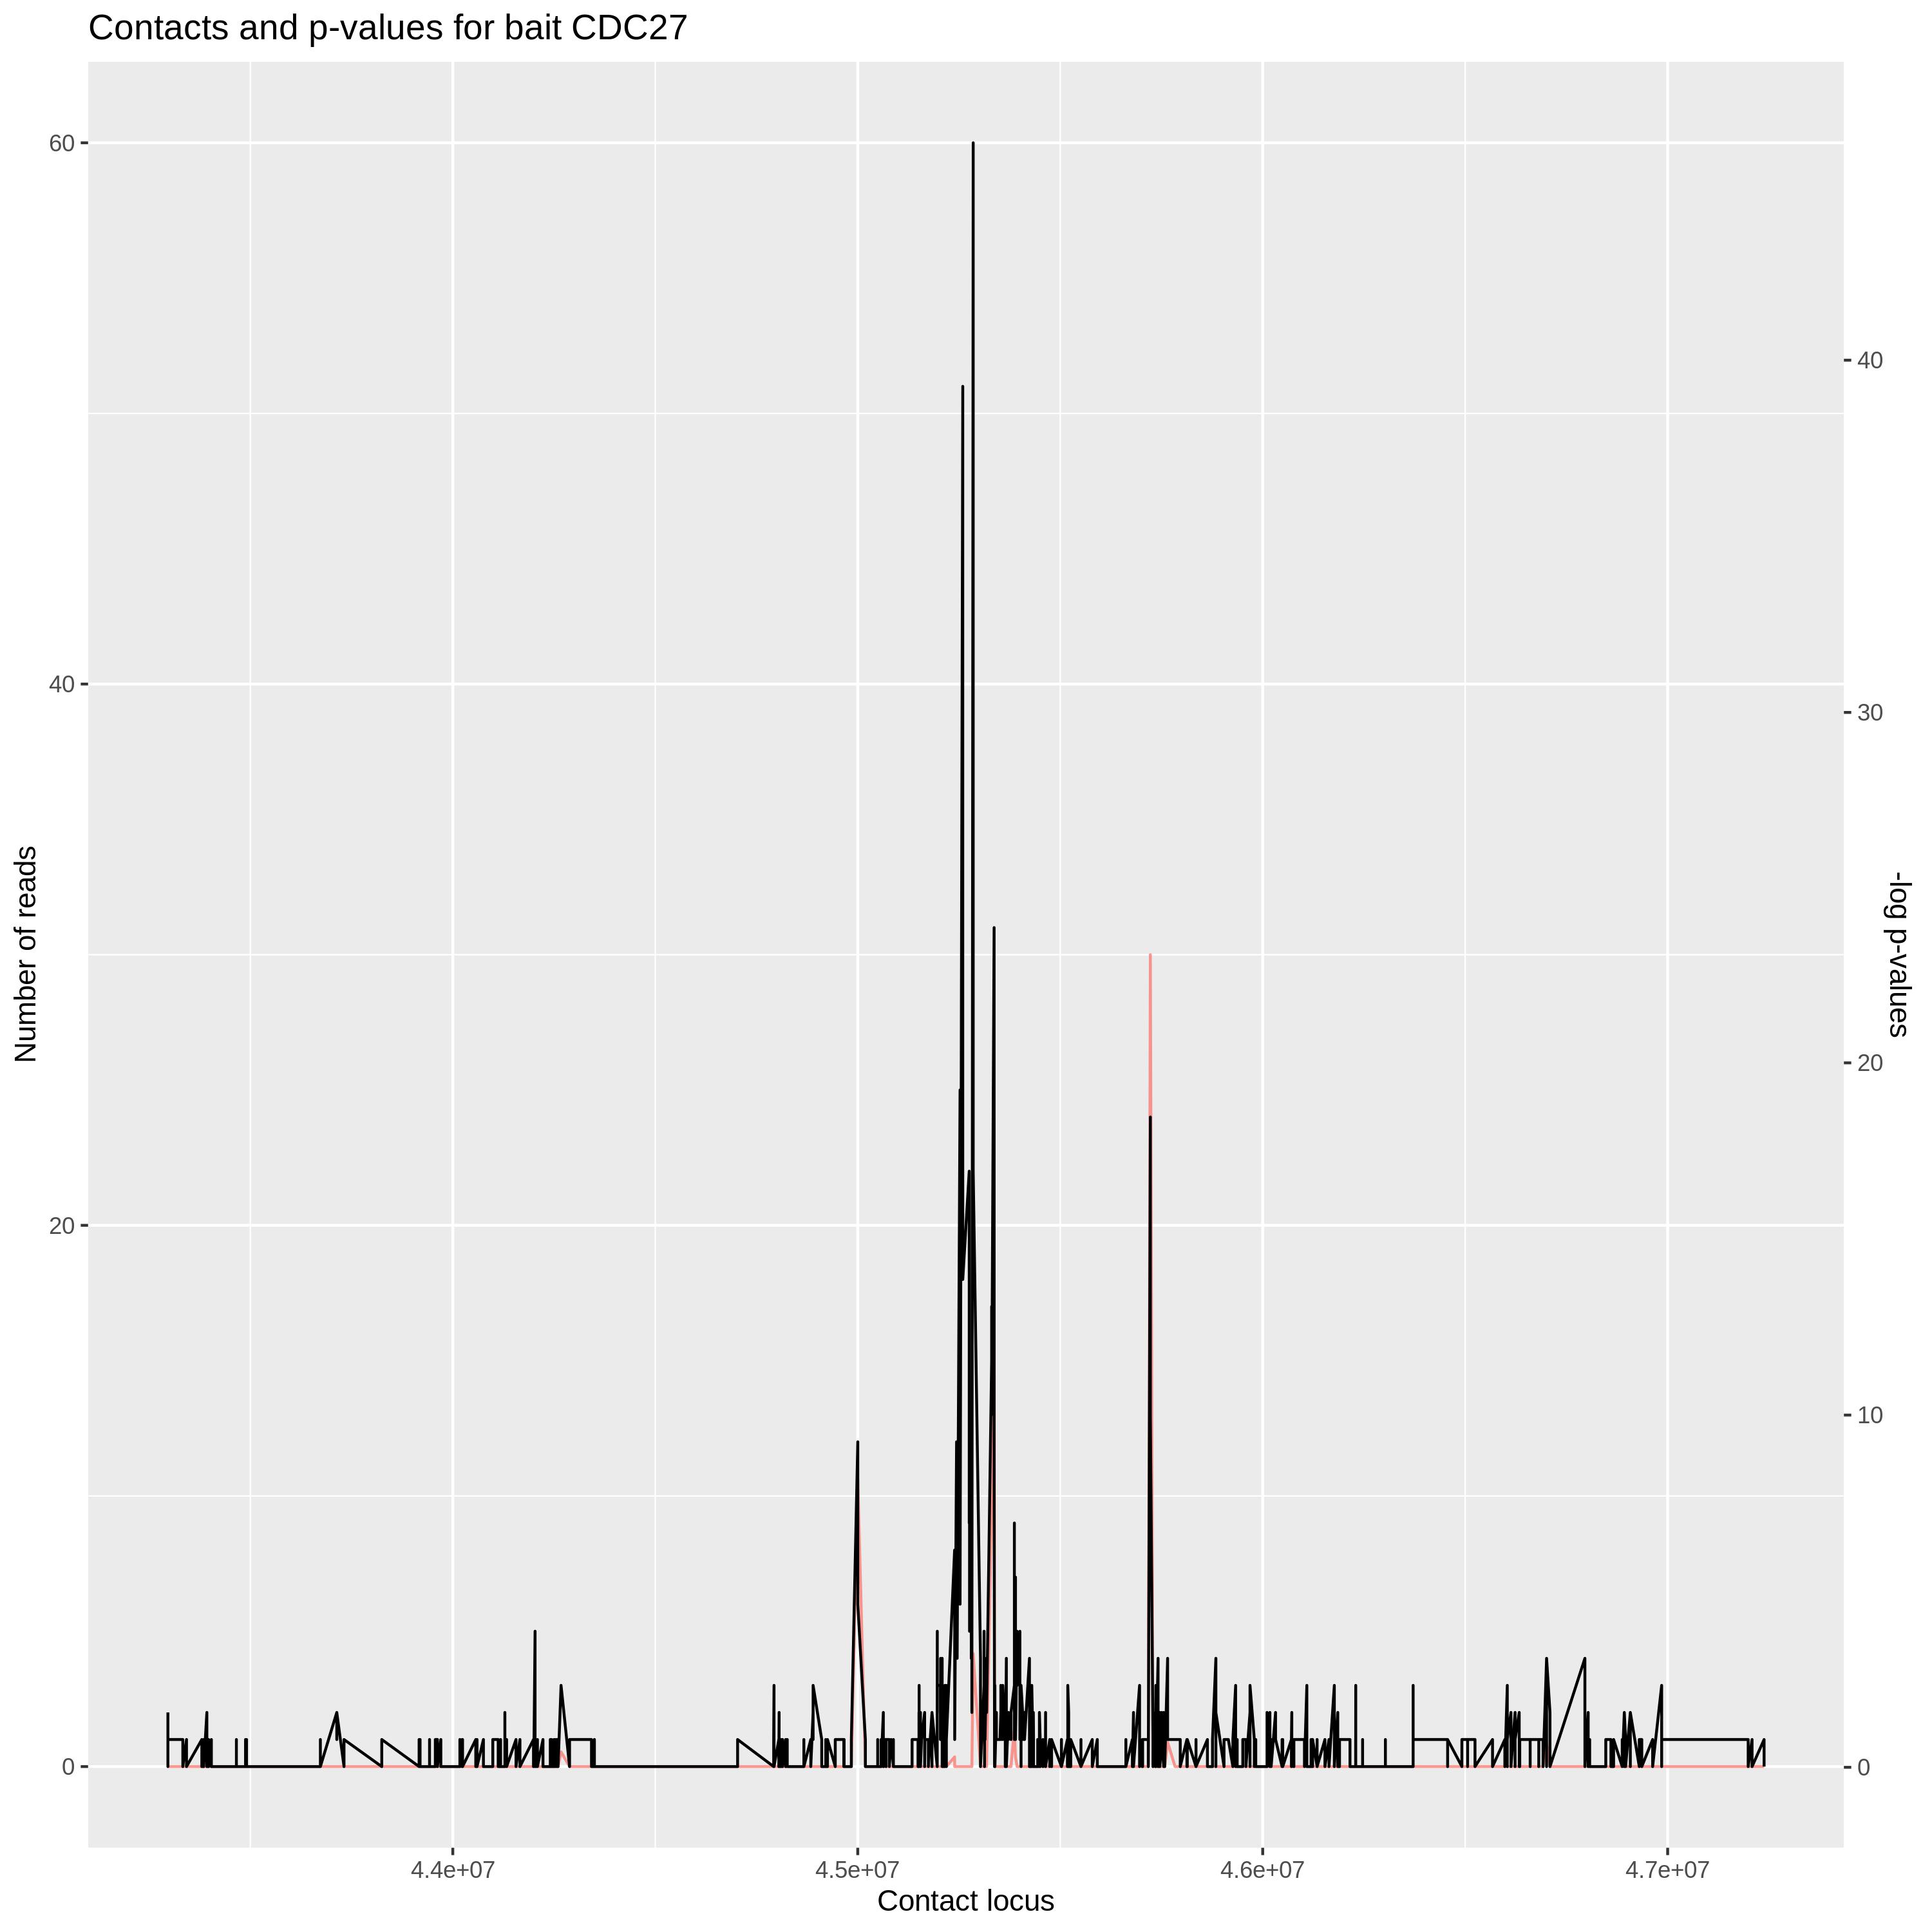 Contacts and p-values for bait CDC27
60
40
20
0
Number of reads
40
30
20
10
0
-log p-values
4.4e+07
4.5e+07
4.6e+07
4.7e+07
Contact locus